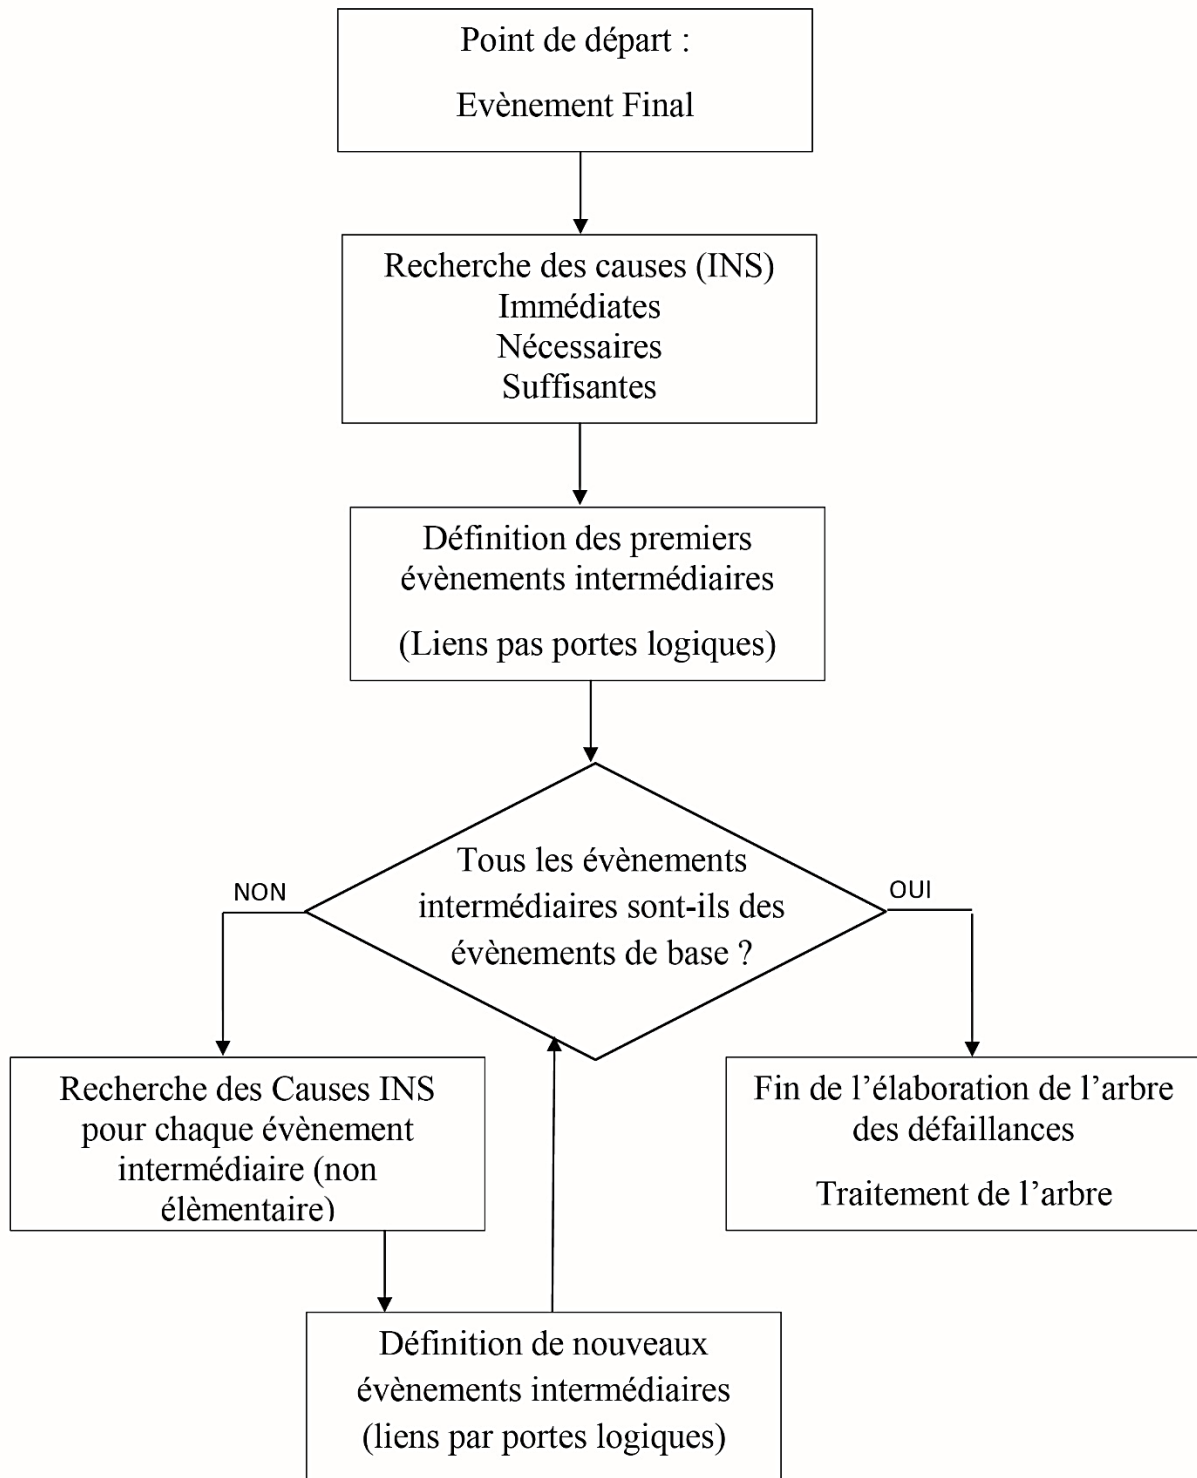 Point de départ :
Evènement Final
Recherche des causes (INS)
Immédiates
Nécessaires
Suffisantes
Définition des premiers
évènements intermédiaires
(Liens pas portes logiques)
Tous les évènements
intermédiaires sont-ils des
évènements de base ?
NON
OUI
Recherche des Causes INS
pour chaque évènement
intermédiaire (non
élèmentaire)
Fin de l’élaboration de l’arbre
des défaillances
Traitement de l’arbre
Définition de nouveaux
évènements intermédiaires
(liens par portes logiques)